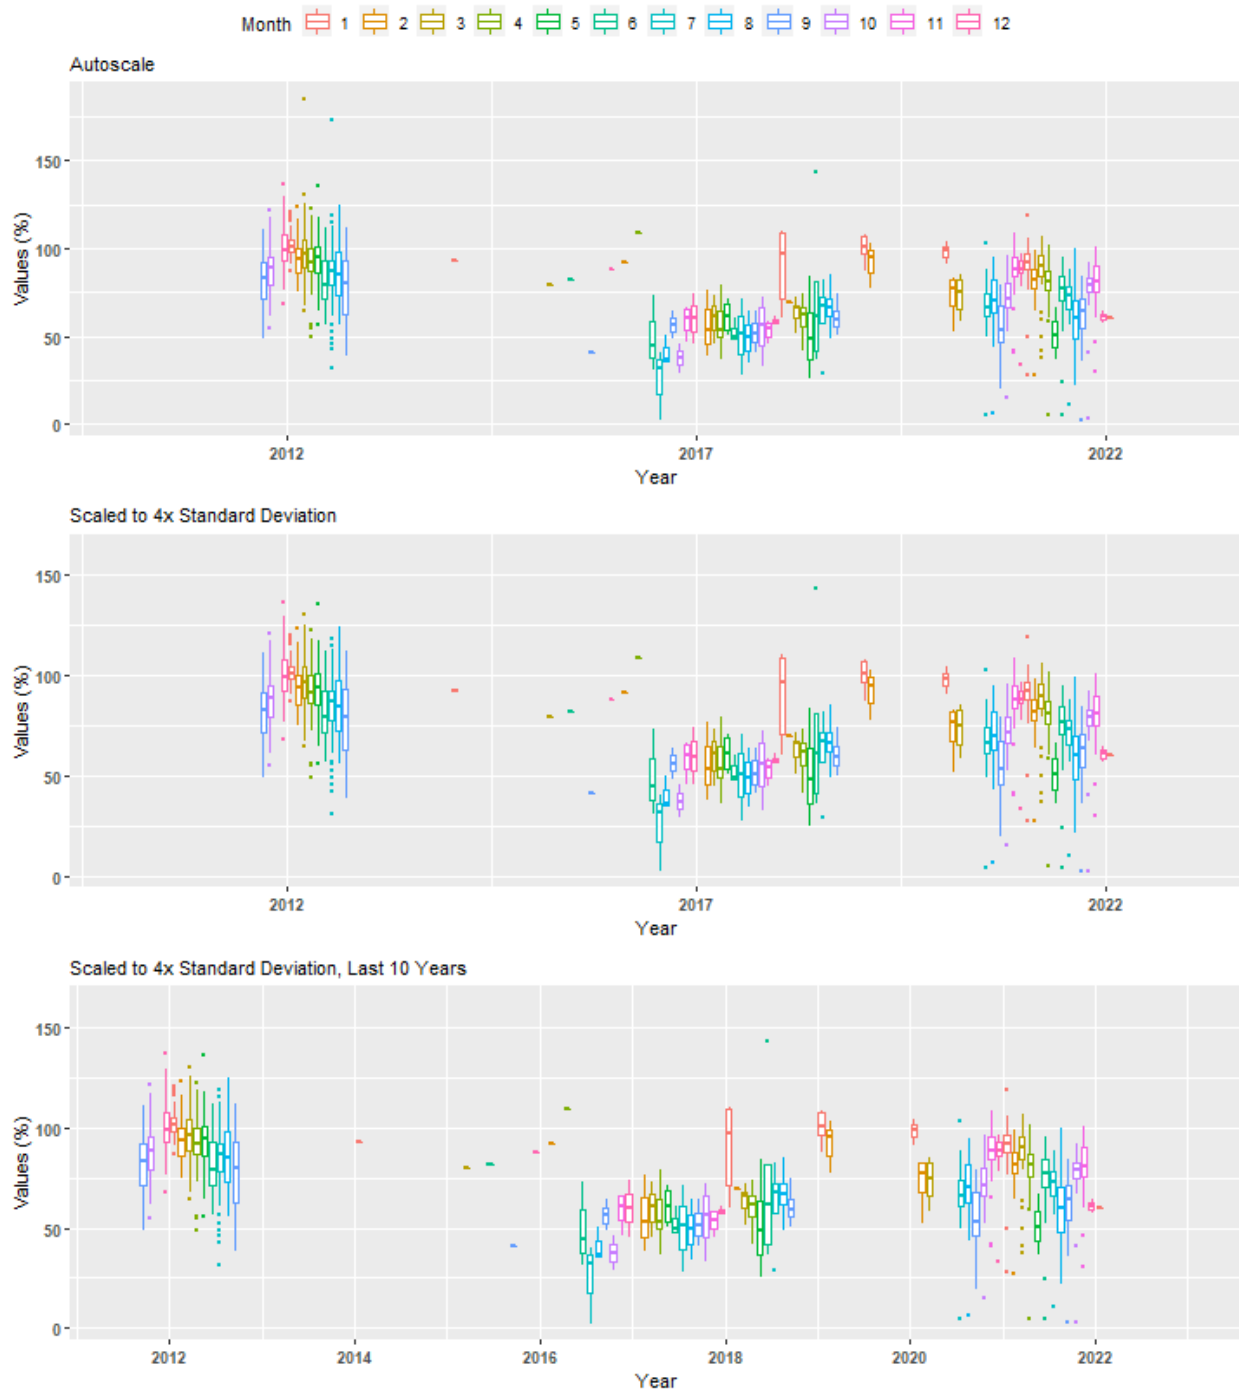 Month 1 2 3 4 5 6 7 8 9 10 11 12
Autoscale
Values (%)
150
100
50
0
2012 2017 2022
Year
Scaled to 4x Standard Deviation
Values (%)
150
100
50
0
2012 2017 2022
Year
Scaled to 4x Standard Deviation, Last 10 Years
Values (%)
150
100
50
0
2012 2014 2016 2018 2020 2022
Year